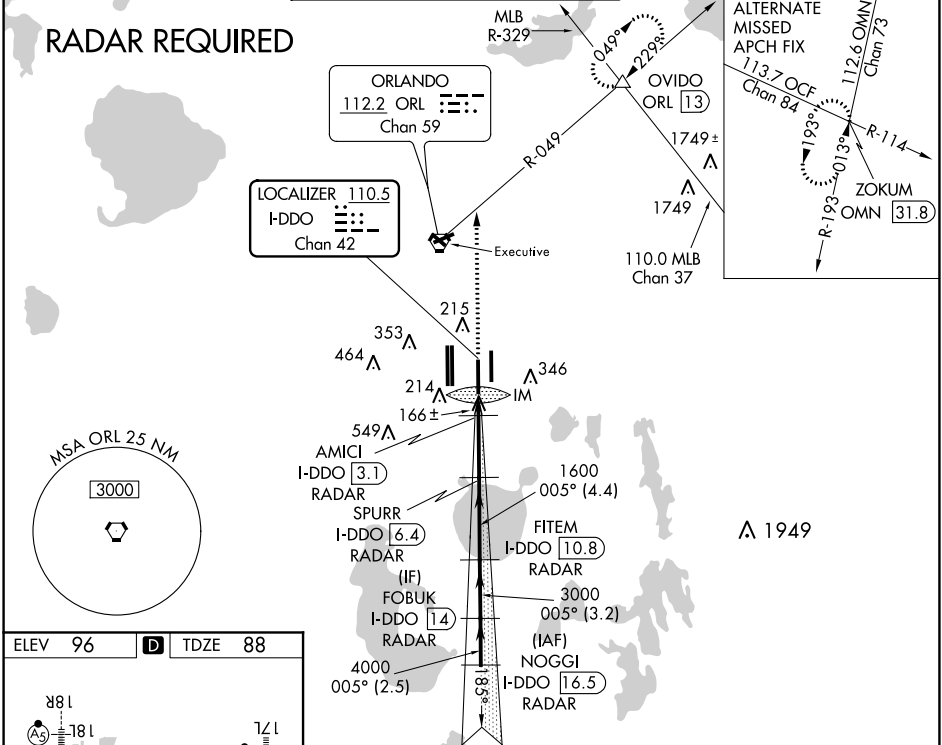 RADAR REQUIRED
MLB
R-329
049°
229°
OVIDO
ORL 13
ORLANDO
112.2 ORL
Chan 59
R-049
1749±
1749
110.0 MLB
Chan 37
ALTERNATE
MISSED
APCH FIX
112.6 OMN
Chan 73
113.7 OCF
Chan 84
R-114
193°
013°
R-193
ZOKUM
OMN 31.8
LOCALIZER 110.5
I-DDO
Chan 42
Executive
215
353
464
346
214
IM
166±
549
AMICI
I-DDO 3.1
RADAR
SPURR
I-DDO 6.4
RADAR
1600
005° (4.4)
FITEM
I-DDO 10.8
RADAR
1949
(IF)
FOBUK
I-DDO 14
RADAR
3000
005° (3.2)
(IAF)
NOGGI
I-DDO 16.5
RADAR
4000
005° (2.5)
185°
MSA ORL 25 NM
3000
ELEV 96 D TDZE 88
18R
18L
A5
17L